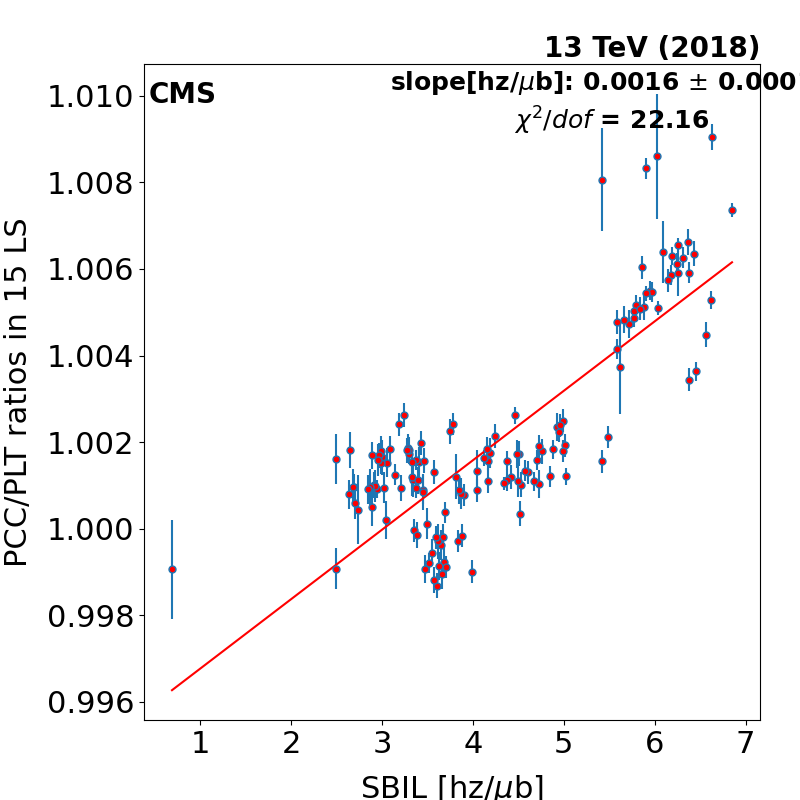 13 TeV (2018)
CMS
slope[hz/μb]: 0.0016 ± 0.000
χ²/dof = 22.16
PCC/PLT ratios in 15 LS
1.010
1.008
1.006
1.004
1.002
1.000
0.998
0.996
1 2 3 4 5 6 7
SBIL [hz/μb]